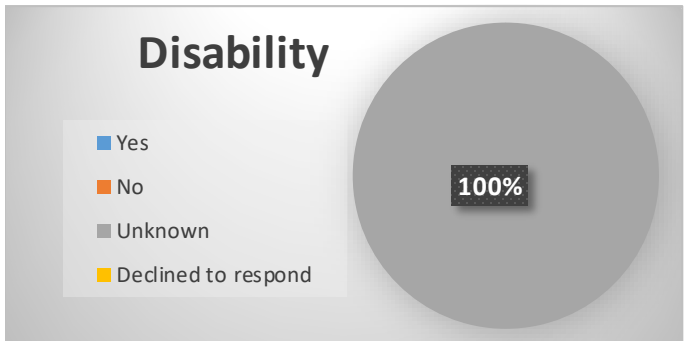 Disability
Yes
No
Unknown
Declined to respond
100%